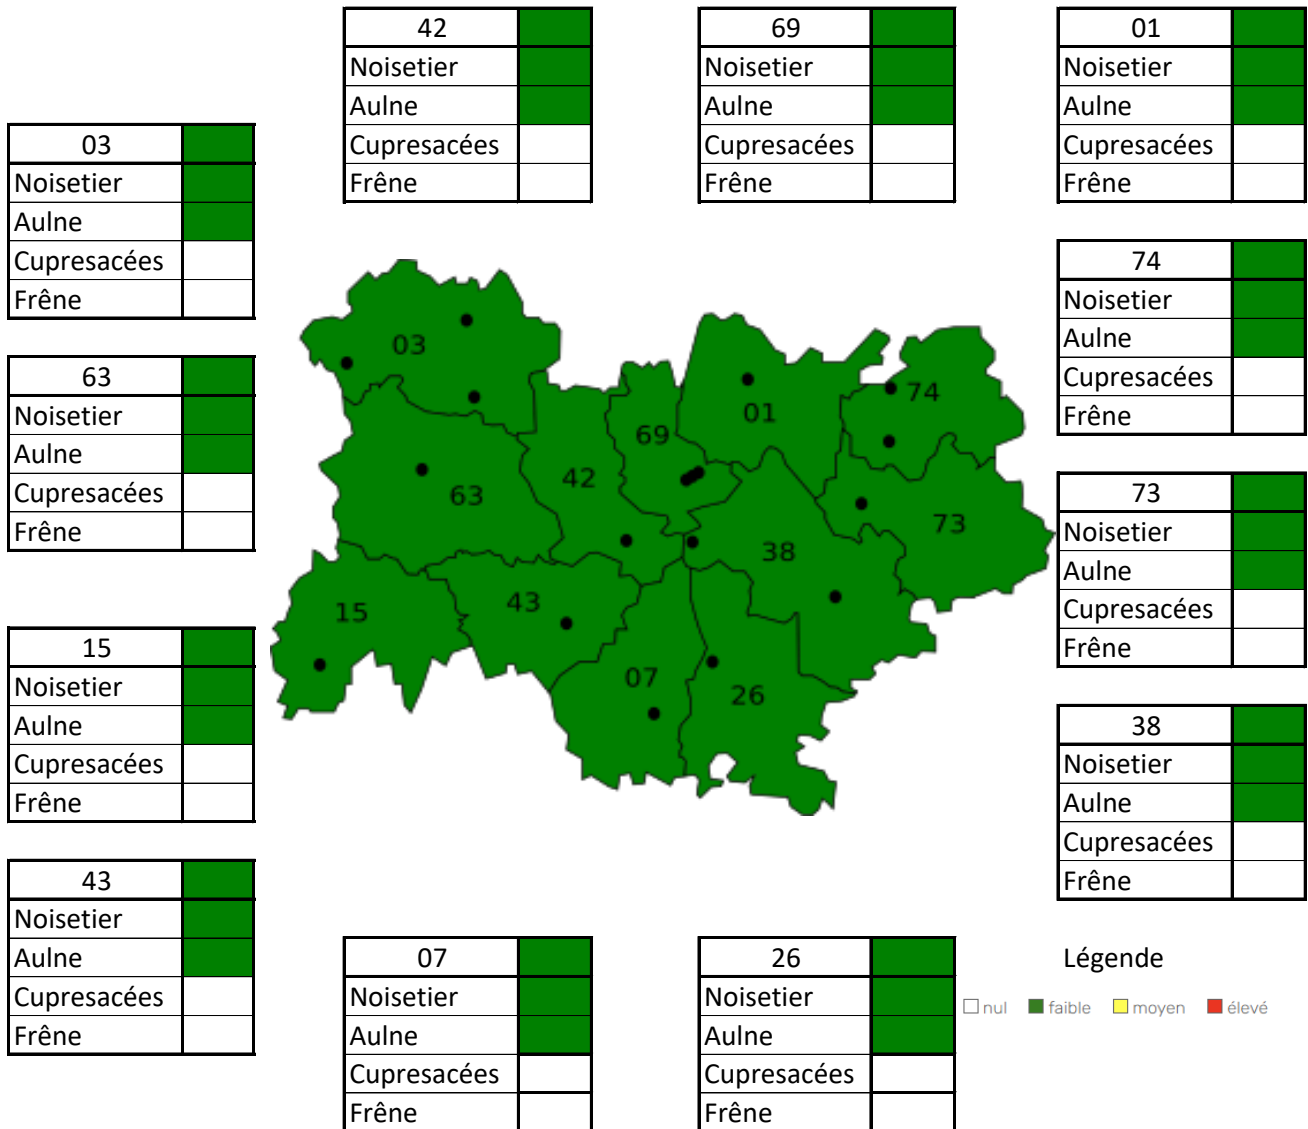 42
Noisetier
Aulne
Cupresacées
Frêne
69
Noisetier
Aulne
Cupresacées
Frêne
01
Noisetier
Aulne
Cupresacées
Frêne
03
Noisetier
Aulne
Cupresacées
Frêne
74
Noisetier
Aulne
Cupresacées
Frêne
63
Noisetier
Aulne
Cupresacées
Frêne
03
74
01
69
42
63
73
38
43
15
07
26
73
Noisetier
Aulne
Cupresacées
Frêne
15
Noisetier
Aulne
Cupresacées
Frêne
38
Noisetier
Aulne
Cupresacées
Frêne
43
Noisetier
Aulne
Cupresacées
Frêne
07
Noisetier
Aulne
Cupresacées
Frêne
26
Noisetier
Aulne
Cupresacées
Frêne
Légende
nul faible moyen élevé